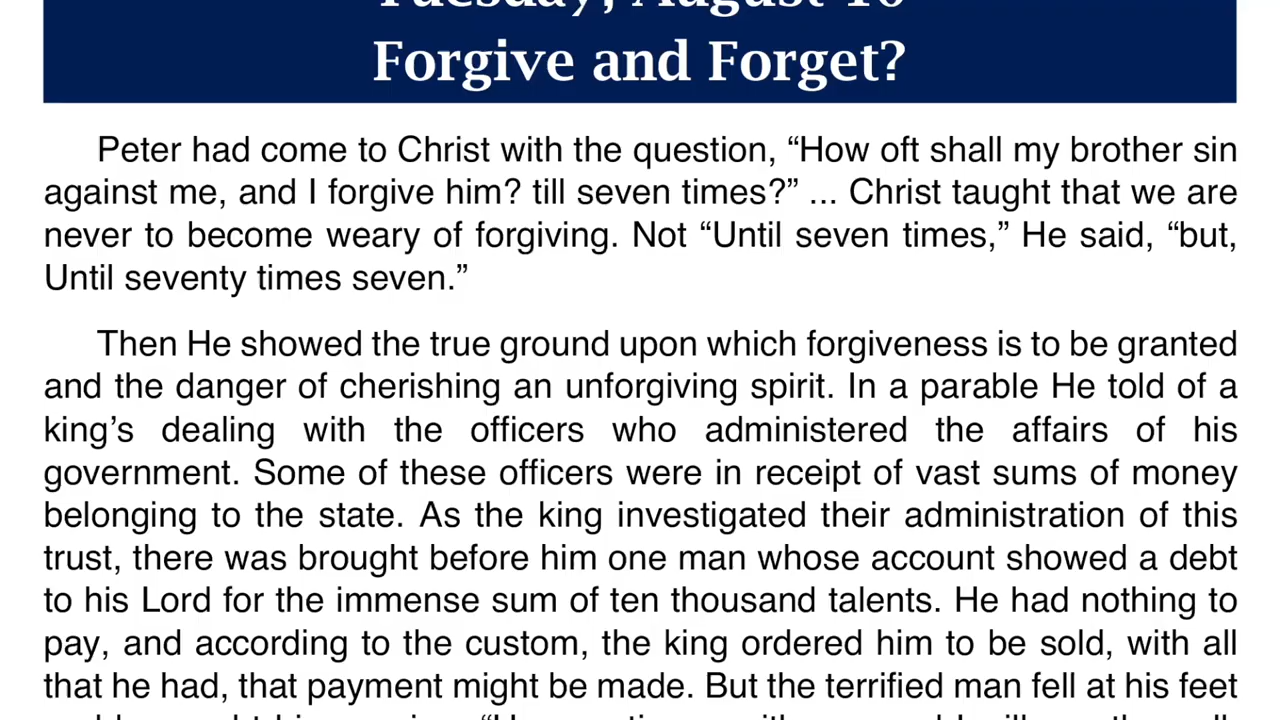 Tuesday, August 16
Forgive and Forget?
Peter had come to Christ with the question, “How oft shall my brother sin
against me, and I forgive him? till seven times?” ... Christ taught that we are
never to become weary of forgiving. Not “Until seven times,” He said, “but,
Until seventy times seven.”
Then He showed the true ground upon which forgiveness is to be granted
and the danger of cherishing an unforgiving spirit. In a parable He told of a
king’s dealing with the officers who administered the affairs of his
government. Some of these officers were in receipt of vast sums of money
belonging to the state. As the king investigated their administration of this
trust, there was brought before him one man whose account showed a debt
to his Lord for the immense sum of ten thousand talents. He had nothing to
pay, and according to the custom, the king ordered him to be sold, with all
that he had, that payment might be made. But the terrified man fell at his feet